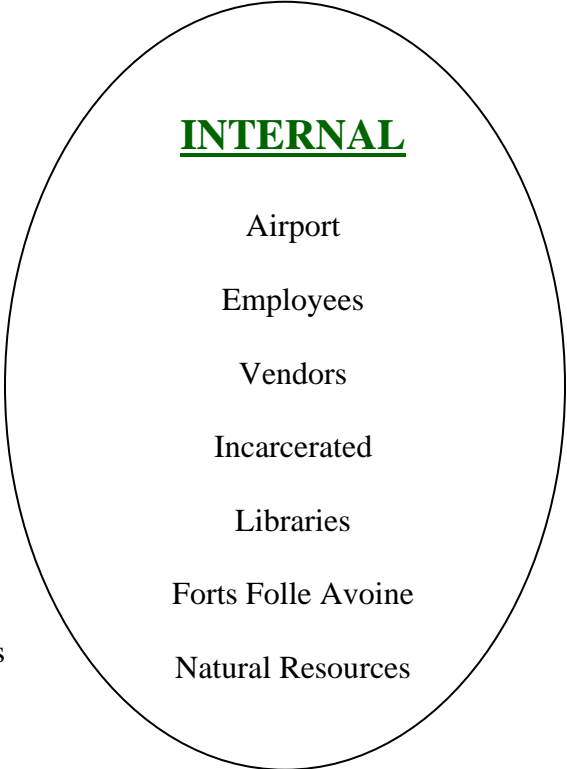 INTERNAL
Airport
Employees
Vendors
Incarcerated
Libraries
Forts Folle Avoine
s
Natural Resources